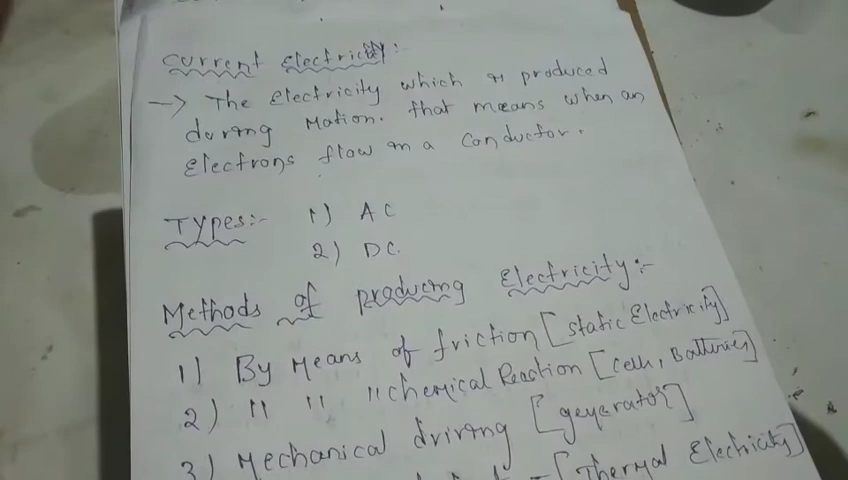 Current Electricity:-
→ The Electricity which is produced
during Motion. that means when an
Electrons flow in a conductor.
Types:- 1) AC
2) DC.
Methods of producing Electricity:-
1) By Means of friction [static Electricity]
2) " " " chemical Reaction [cells, Batteries]
3) Mechanical driving [generator]
[Thermal Electricity]